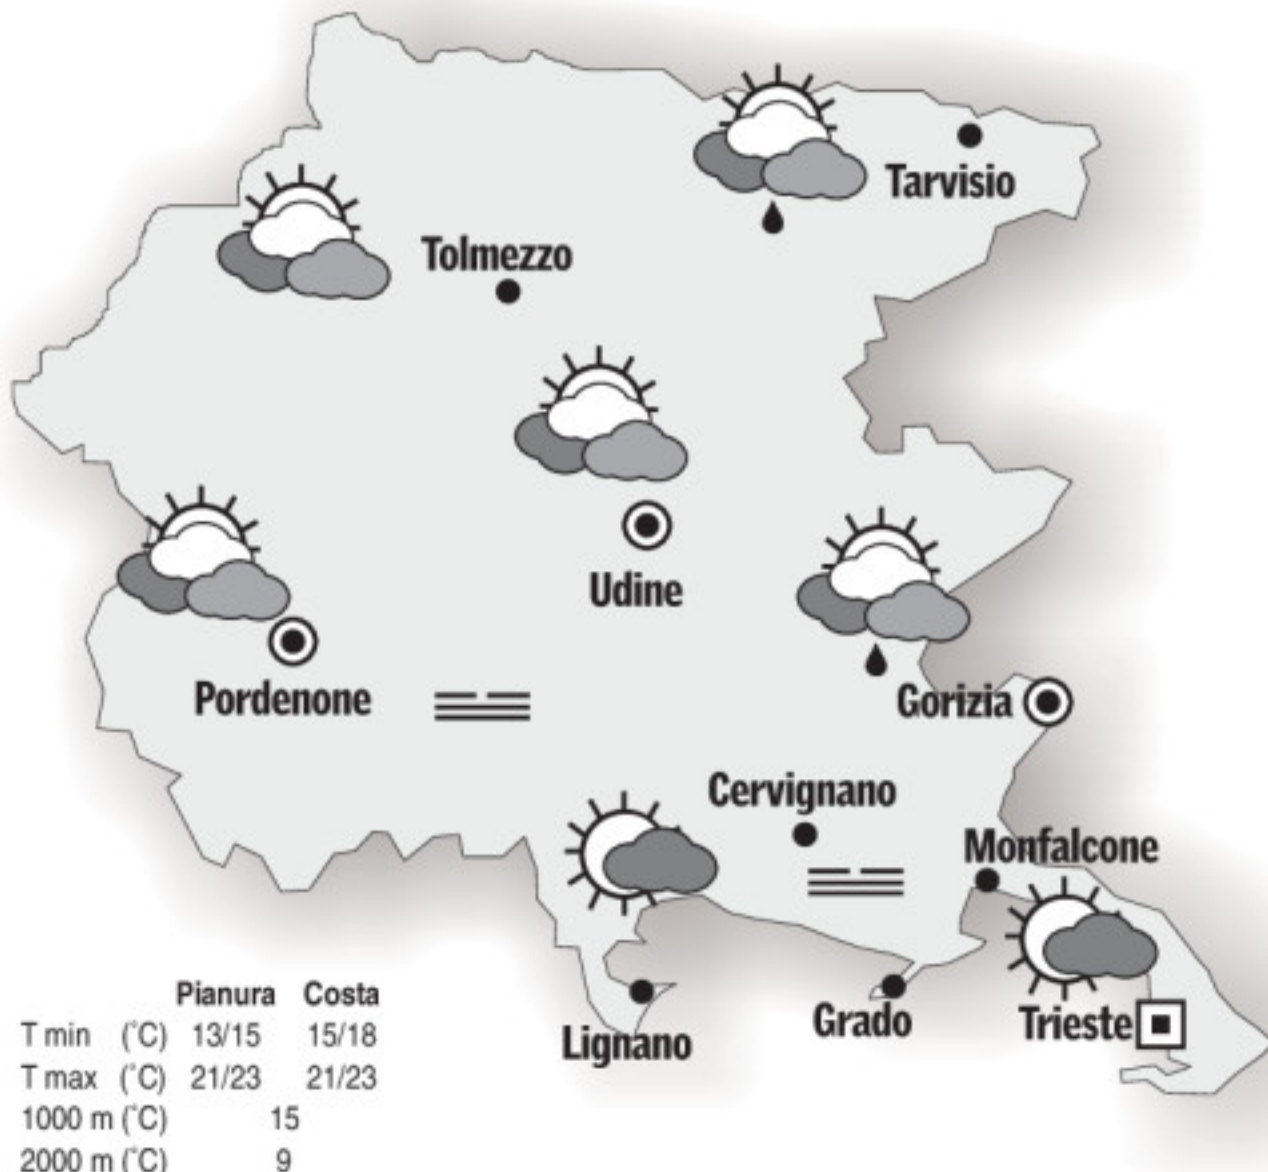 Tarvisio
Tolmezzo
Udine
Pordenone
Gorizia
Cervignano
Monfalcone
Grado
Trieste
Lignano
Pianura Costa
T min (°C) 13/15 15/18
T max (°C) 21/23 21/23
1000 m (°C) 15
2000 m (°C) 9